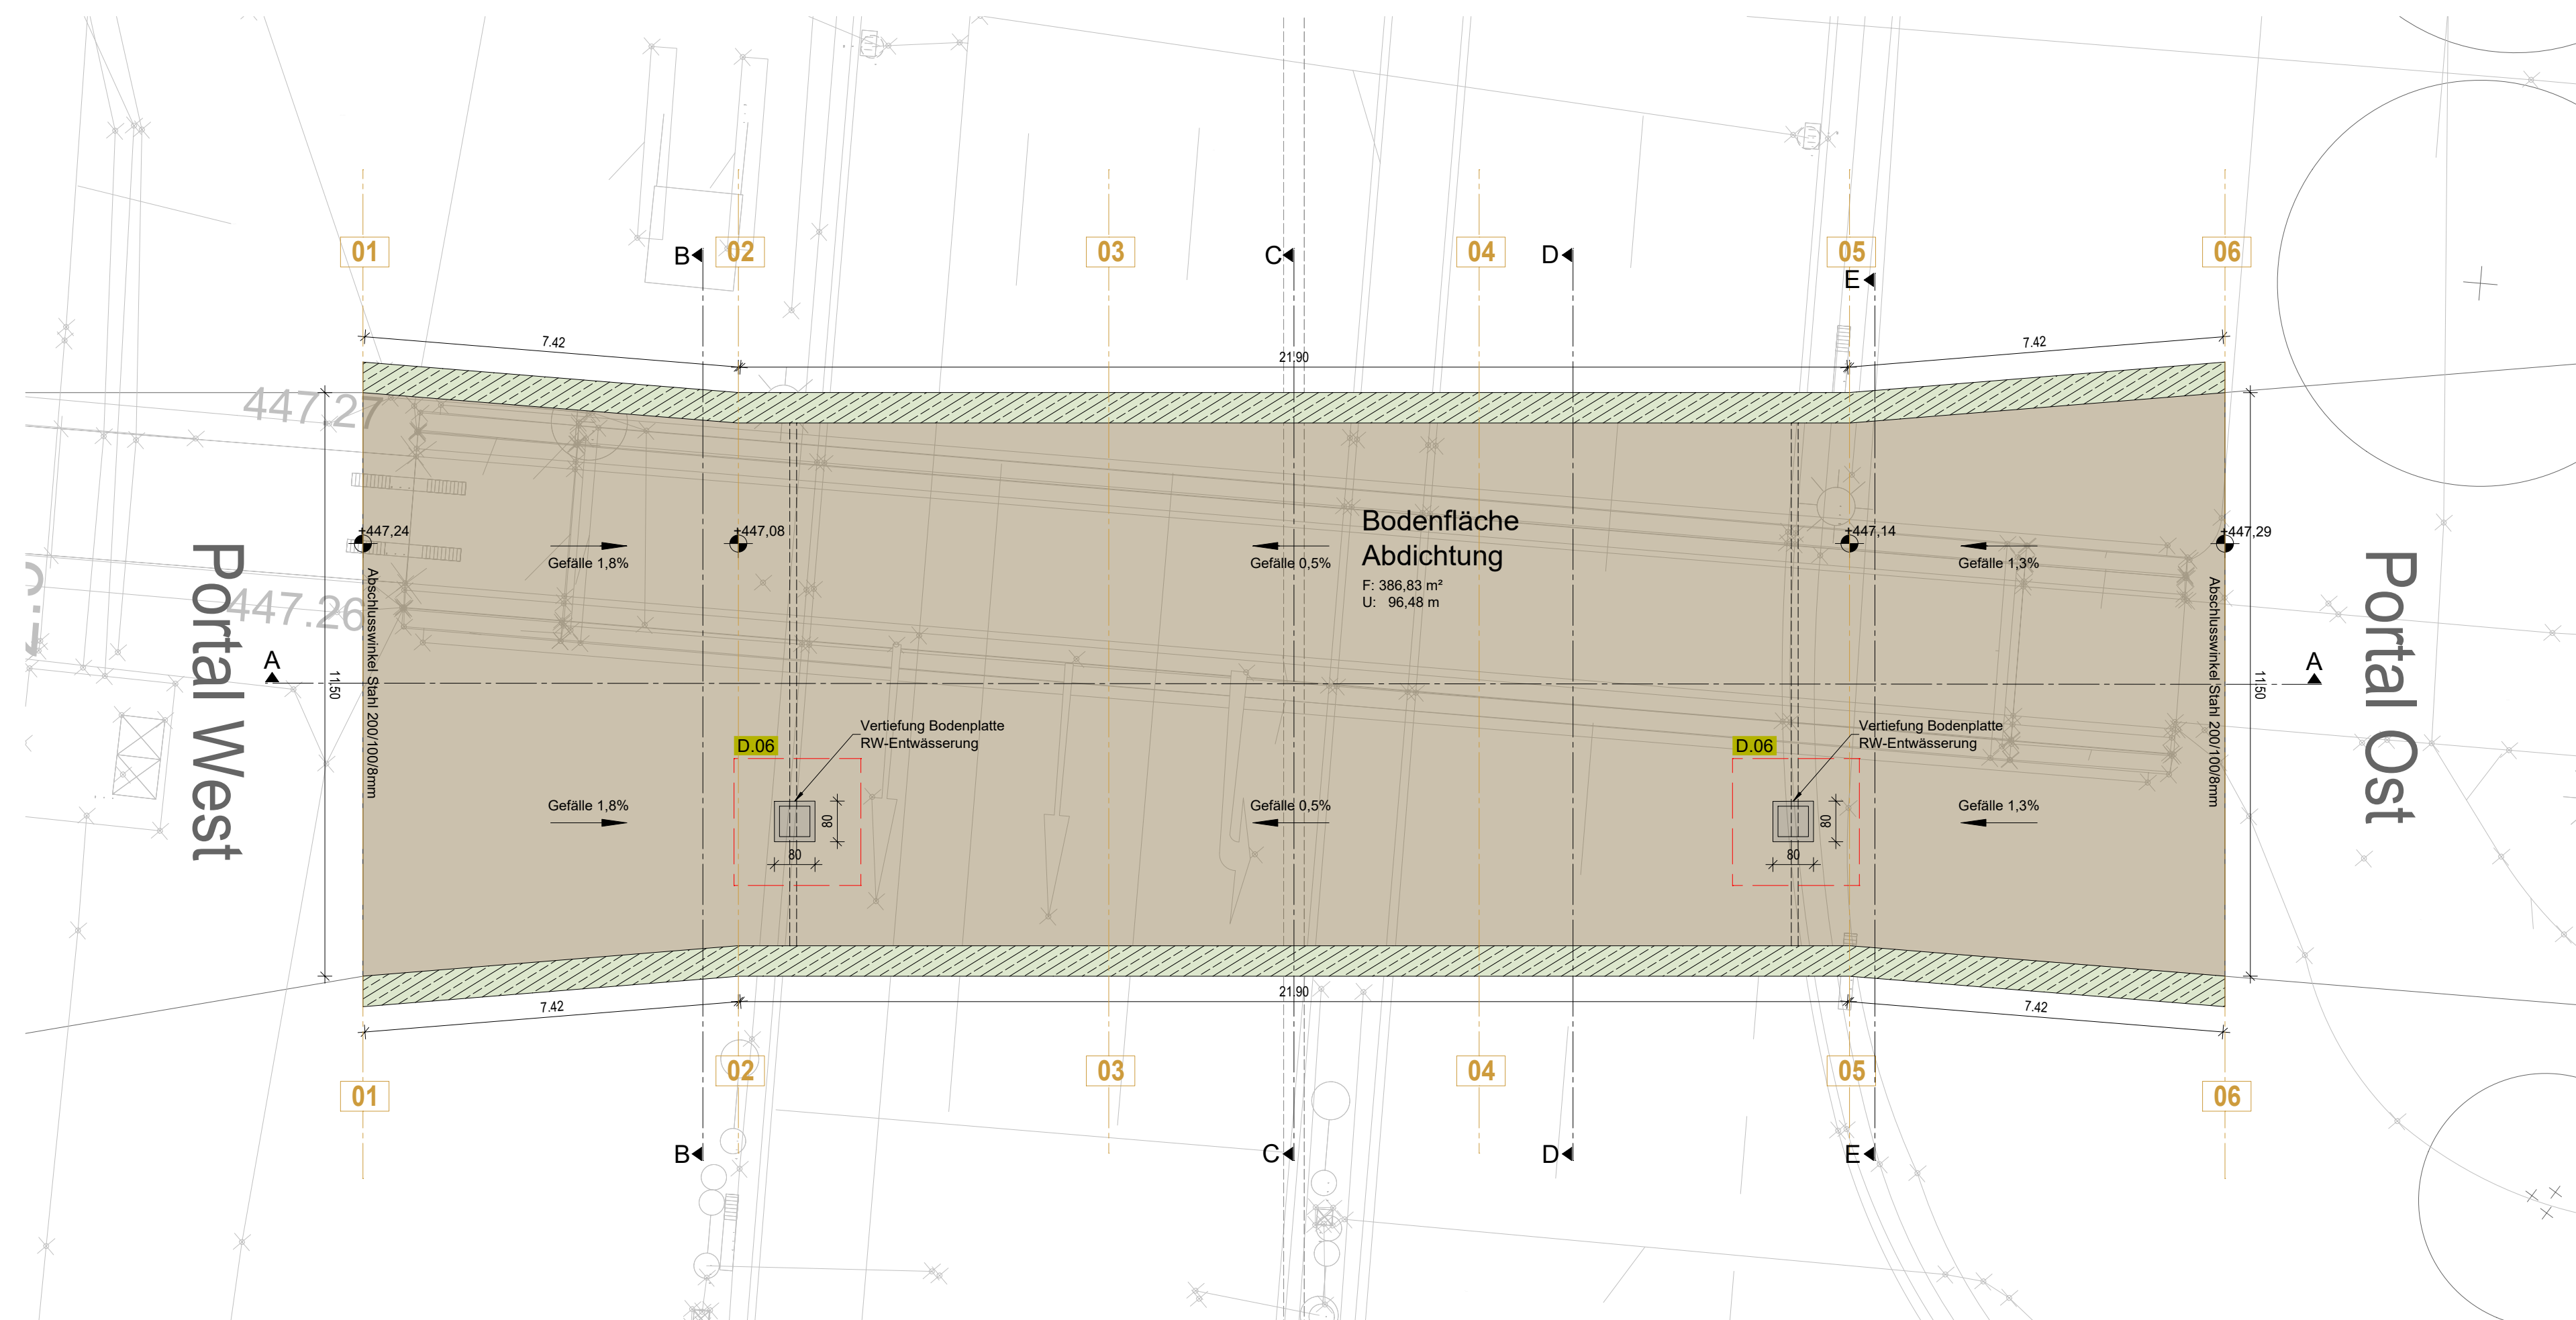 01
B
02
03
C
04
D
05
E
06
7.42
21,90
7.42
447.27
+447,24
+447,08
+447,14
+447,29
Gefälle 1,8%
Gefälle 0,5%
Gefälle 1,3%
Bodenfläche
Abdichtung
F: 386,83 m²
U: 96,48 m
447.26
Portal West
Abschlusswinkel Stahl 200/100/8mm
11,50
A
Portal Ost
Abschlusswinkel Stahl 200/100/8mm
11,50
A
D.06
Vertiefung Bodenplatte
RW-Entwässerung
80
80
D.06
Vertiefung Bodenplatte
RW-Entwässerung
80
80
Gefälle 1,8%
Gefälle 0,5%
Gefälle 1,3%
7.42
21,90
7.42
01
02
03
04
05
06
B
C
D
E